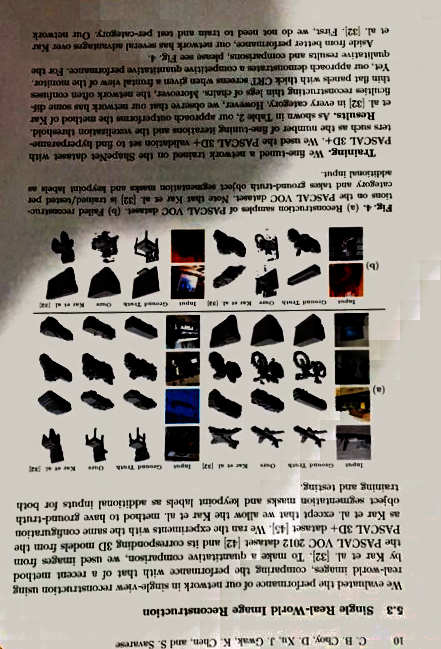 10 C. B. Choy, D. Xu, J. Gwak, K. Chen, and S. Savarese
5.3 Single Real-World Image Reconstruction
We evaluated the performance of our network in single-view reconstruction using
real-world images, comparing the performance with that of a recent method
by Kar et al. [32]. To make a quantitative comparison, we used images from
the PASCAL VOC 2012 dataset [42] and its corresponding 3D models from the
PASCAL 3D+ dataset [45]. We ran the experiments with the same configuration
as Kar et al. except that we allow the Kar et al. method to have ground-truth
object segmentation masks and keypoint labels as additional inputs for both
training and testing.
Input Ground Truth Ours Kar et al. [32] Input Ground Truth Ours Kar et al. [32]
(a)
Input Ground Truth Ours Kar et al. [32] Input Ground Truth Ours Kar et al. [32]
(b)
Fig. 4. (a) Reconstruction samples of PASCAL VOC dataset. (b) Failed reconstruc-
tions on the PASCAL VOC dataset. Note that Kar et al. [32] is trained/tested per
category and takes ground-truth object segmentation masks and keypoint labels as
additional input.
Training. We fine-tuned a network trained on the ShapeNet dataset with
PASCAL 3D+. We used the PASCAL 3D+ validation set to find hyperparame-
ters such as the number of fine-tuning iterations and the voxelization threshold.
Results. As shown in Table 2, our approach outperforms the method of Kar
et al. [32] in every category. However, we observe that our network has some dif-
ficulties reconstructing thin legs of chairs. Moreover, the network often confuses
thin flat panels with thick CRT screens when given a frontal view of the monitor.
Yet, our approach demonstrates a competitive quantitative performance. For the
qualitative results and comparisons, please see Fig. 4.
Aside from better performance, our network has several advantages over Kar
et al. [32]. First, we do not need to train and test per-category. Our network